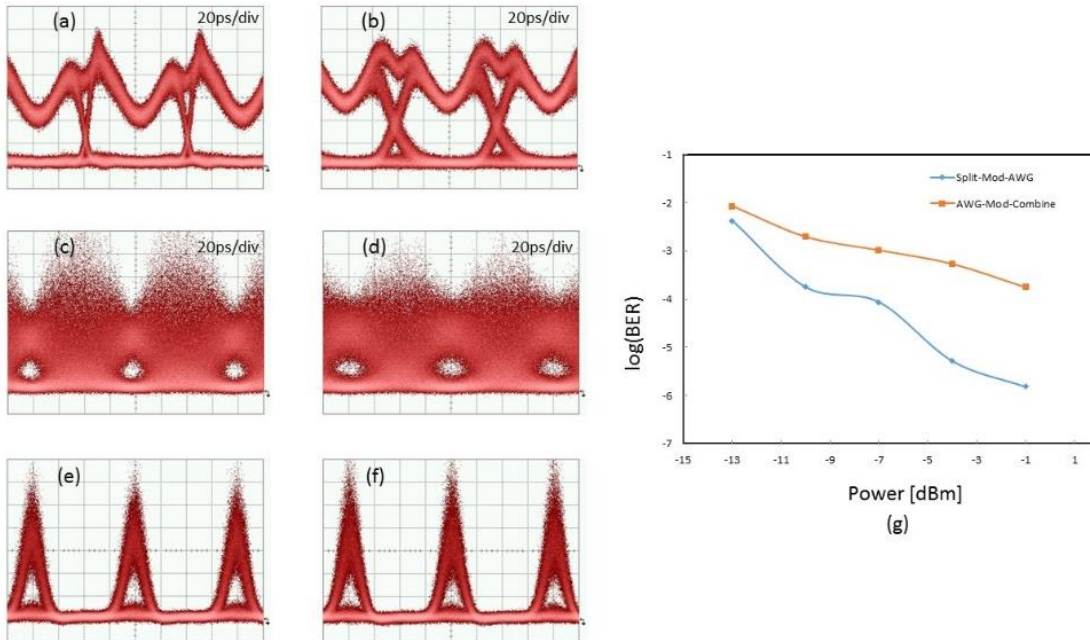 (a) 20ps/div
(b) 20ps/div
(c) 20ps/div
(d) 20ps/div
(e)
(f)
-1
-2
-3
-4
-5
-6
-7
log(BER)
Split-Mod-AWG
AWG-Mod-Combine
-15 -13 -11 -9 -7 -5 -3 -1 1
Power [dBm]
(g)